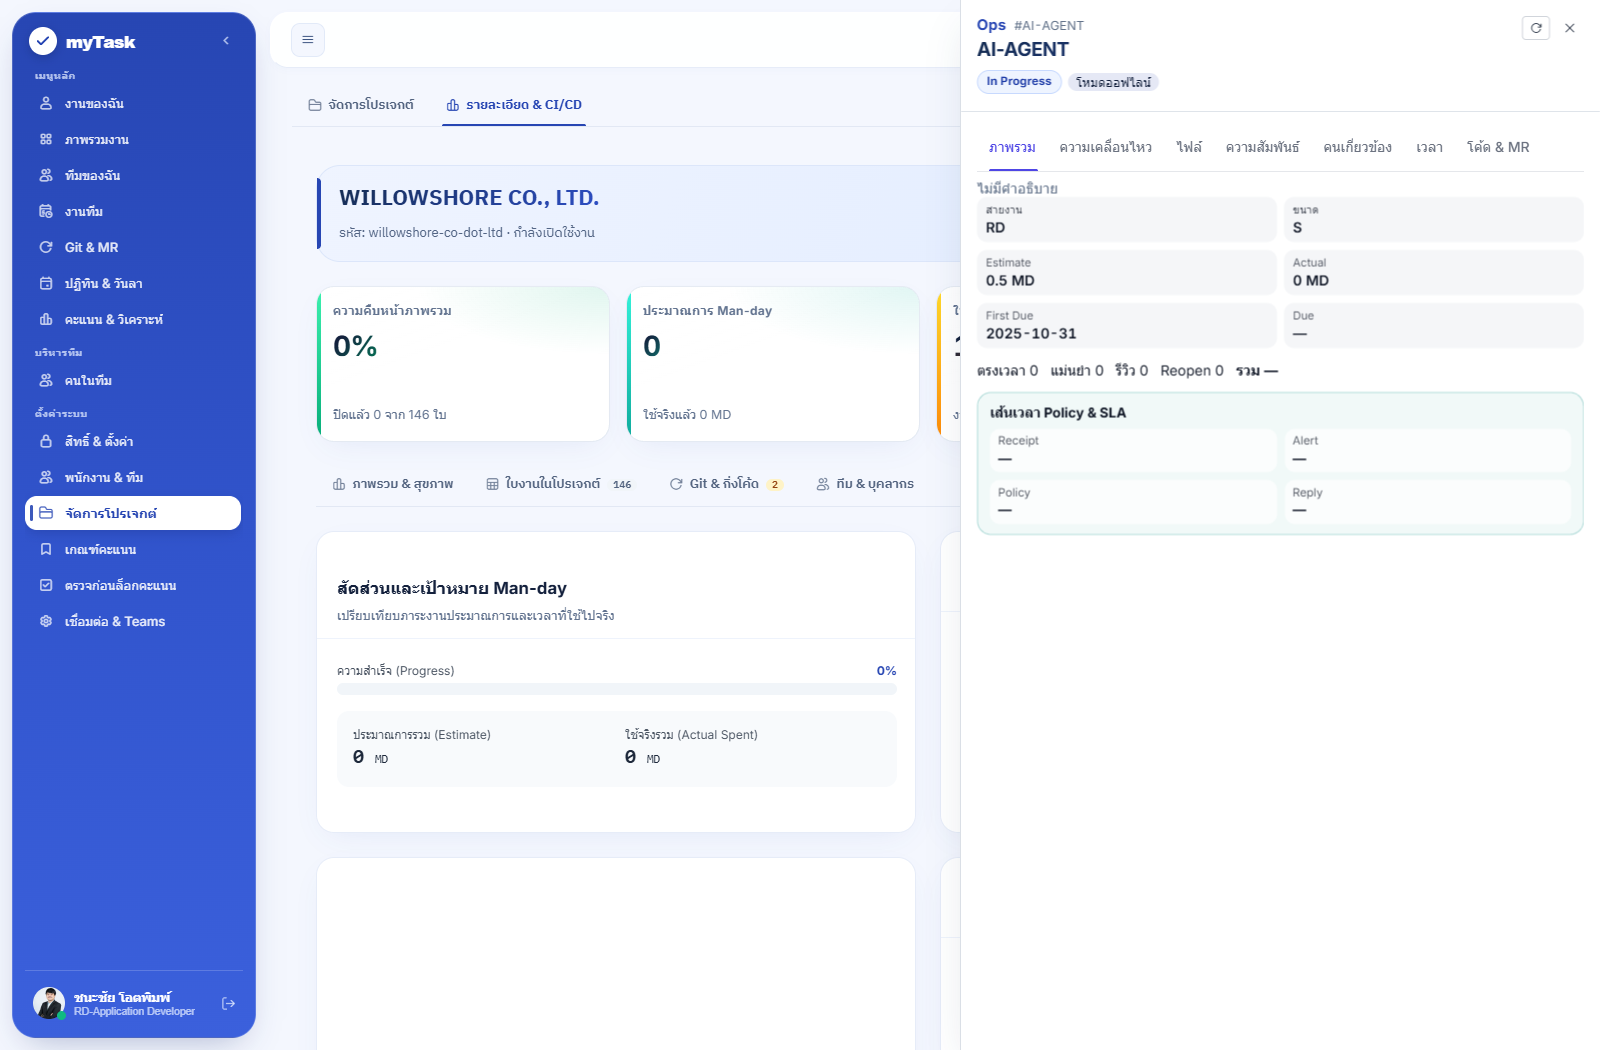 myTask
เมนูหลัก
งานของฉัน
ภาพรวมงาน
ทีมของฉัน
งานทีม
Git & MR
ปฏิทิน & วันลา
คะแนน & วิเคราะห์
บริหารทีม
คนในทีม
ตั้งค่าระบบ
สิทธิ์ & ตั้งค่า
พนักงาน & ทีม
จัดการโปรเจกต์
เกณฑ์คะแนน
ตรวจก่อนล็อกคะแนน
เชื่อมต่อ & Teams
ชนะชัย โอตพิมพ์
RD-Application Developer
จัดการโปรเจกต์
รายละเอียด & CI/CD
WILLOWSHORE CO., LTD.
รหัส: willowshore-co-dot-ltd · กำลังเปิดใช้งาน
ความคืบหน้าภาพรวม
0%
ปิดแล้ว 0 จาก 146 ใบ
ประมาณการ Man-day
0
ใช้จริงแล้ว 0 MD
ภาพรวม & สุขภาพ
ใบงานในโปรเจกต์ 146
Git & กิ่งโค้ด 2
ทีม & บุคลากร
สัดส่วนและเป้าหมาย Man-day
เปรียบเทียบภาระงานประมาณการและเวลาที่ใช้ไปจริง
ความสำเร็จ (Progress) 0%
ประมาณการรวม (Estimate)
0 MD
ใช้จริงรวม (Actual Spent)
0 MD
Ops #AI-AGENT
AI-AGENT
In Progress โหมดออฟไลน์
ภาพรวม ความเคลื่อนไหว ไฟล์ ความสัมพันธ์ คนเกี่ยวข้อง เวลา โค้ด & MR
ไม่มีคำอธิบาย
สายงาน
RD
ขนาด
S
Estimate
0.5 MD
Actual
0 MD
First Due
2025-10-31
Due
—
ตรงเวลา 0 แม่นยำ 0 รีวิว 0 Reopen 0 รวม —
เส้นเวลา Policy & SLA
Receipt
—
Alert
—
Policy
—
Reply
—